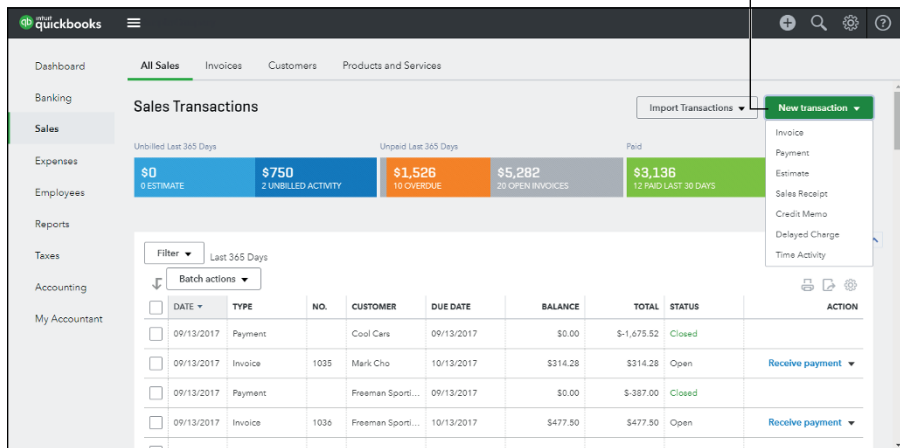 intuit
quickbooks
Dashboard
Banking
Sales
Expenses
Employees
Reports
Taxes
Accounting
My Accountant
All Sales Invoices Customers Products and Services
Sales Transactions
Import Transactions
New transaction
Invoice
Payment
Estimate
Sales Receipt
Credit Memo
Delayed Charge
Time Activity
Unbilled Last 365 Days Unpaid Last 365 Days Paid
$0 $750 $1,526 $5,282 $3,136
0 ESTIMATE 2 UNBILLED ACTIVITY 10 OVERDUE 20 OPEN INVOICES 12 PAID LAST 30 DAYS
Filter Last 365 Days
Batch actions
DATE TYPE NO. CUSTOMER DUE DATE BALANCE TOTAL STATUS ACTION
09/13/2017 Payment Cool Cars 09/13/2017 $0.00 $-1,675.52 Closed
09/13/2017 Invoice 1035 Mark Cho 10/13/2017 $314.28 $314.28 Open Receive payment
09/13/2017 Payment Freeman Sporti... 09/13/2017 $0.00 $-387.00 Closed
09/13/2017 Invoice 1036 Freeman Sporti... 10/13/2017 $477.50 $477.50 Open Receive payment